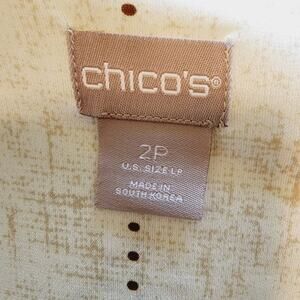 chico's®
2P
U.S. SIZE LP
MADE IN
SOUTH KOREA